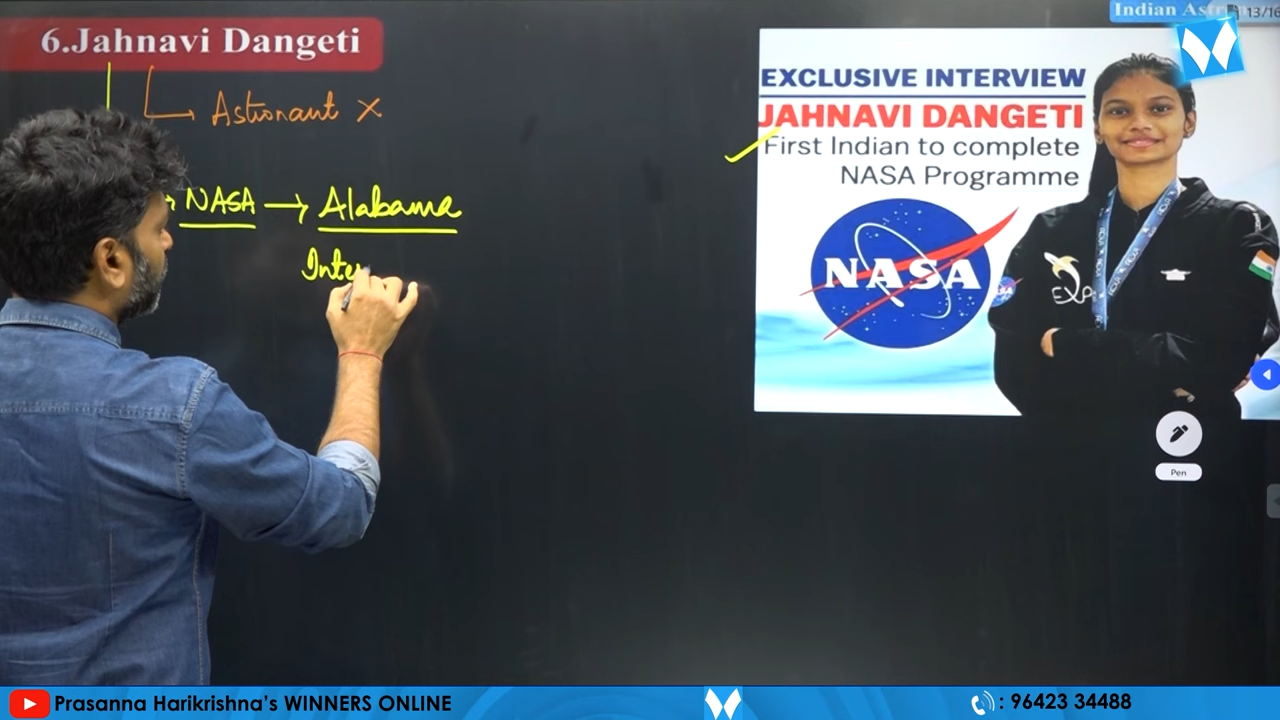 Indian
13/16
6.Jahnavi Dangeti
Astronaut ×
NASA → Alabama
Inte
EXCLUSIVE INTERVIEW
JAHNAVI DANGETI
First Indian to complete
NASA Programme
NASA
Pen
Prasanna Harikrishna's WINNERS ONLINE
: 96423 34488